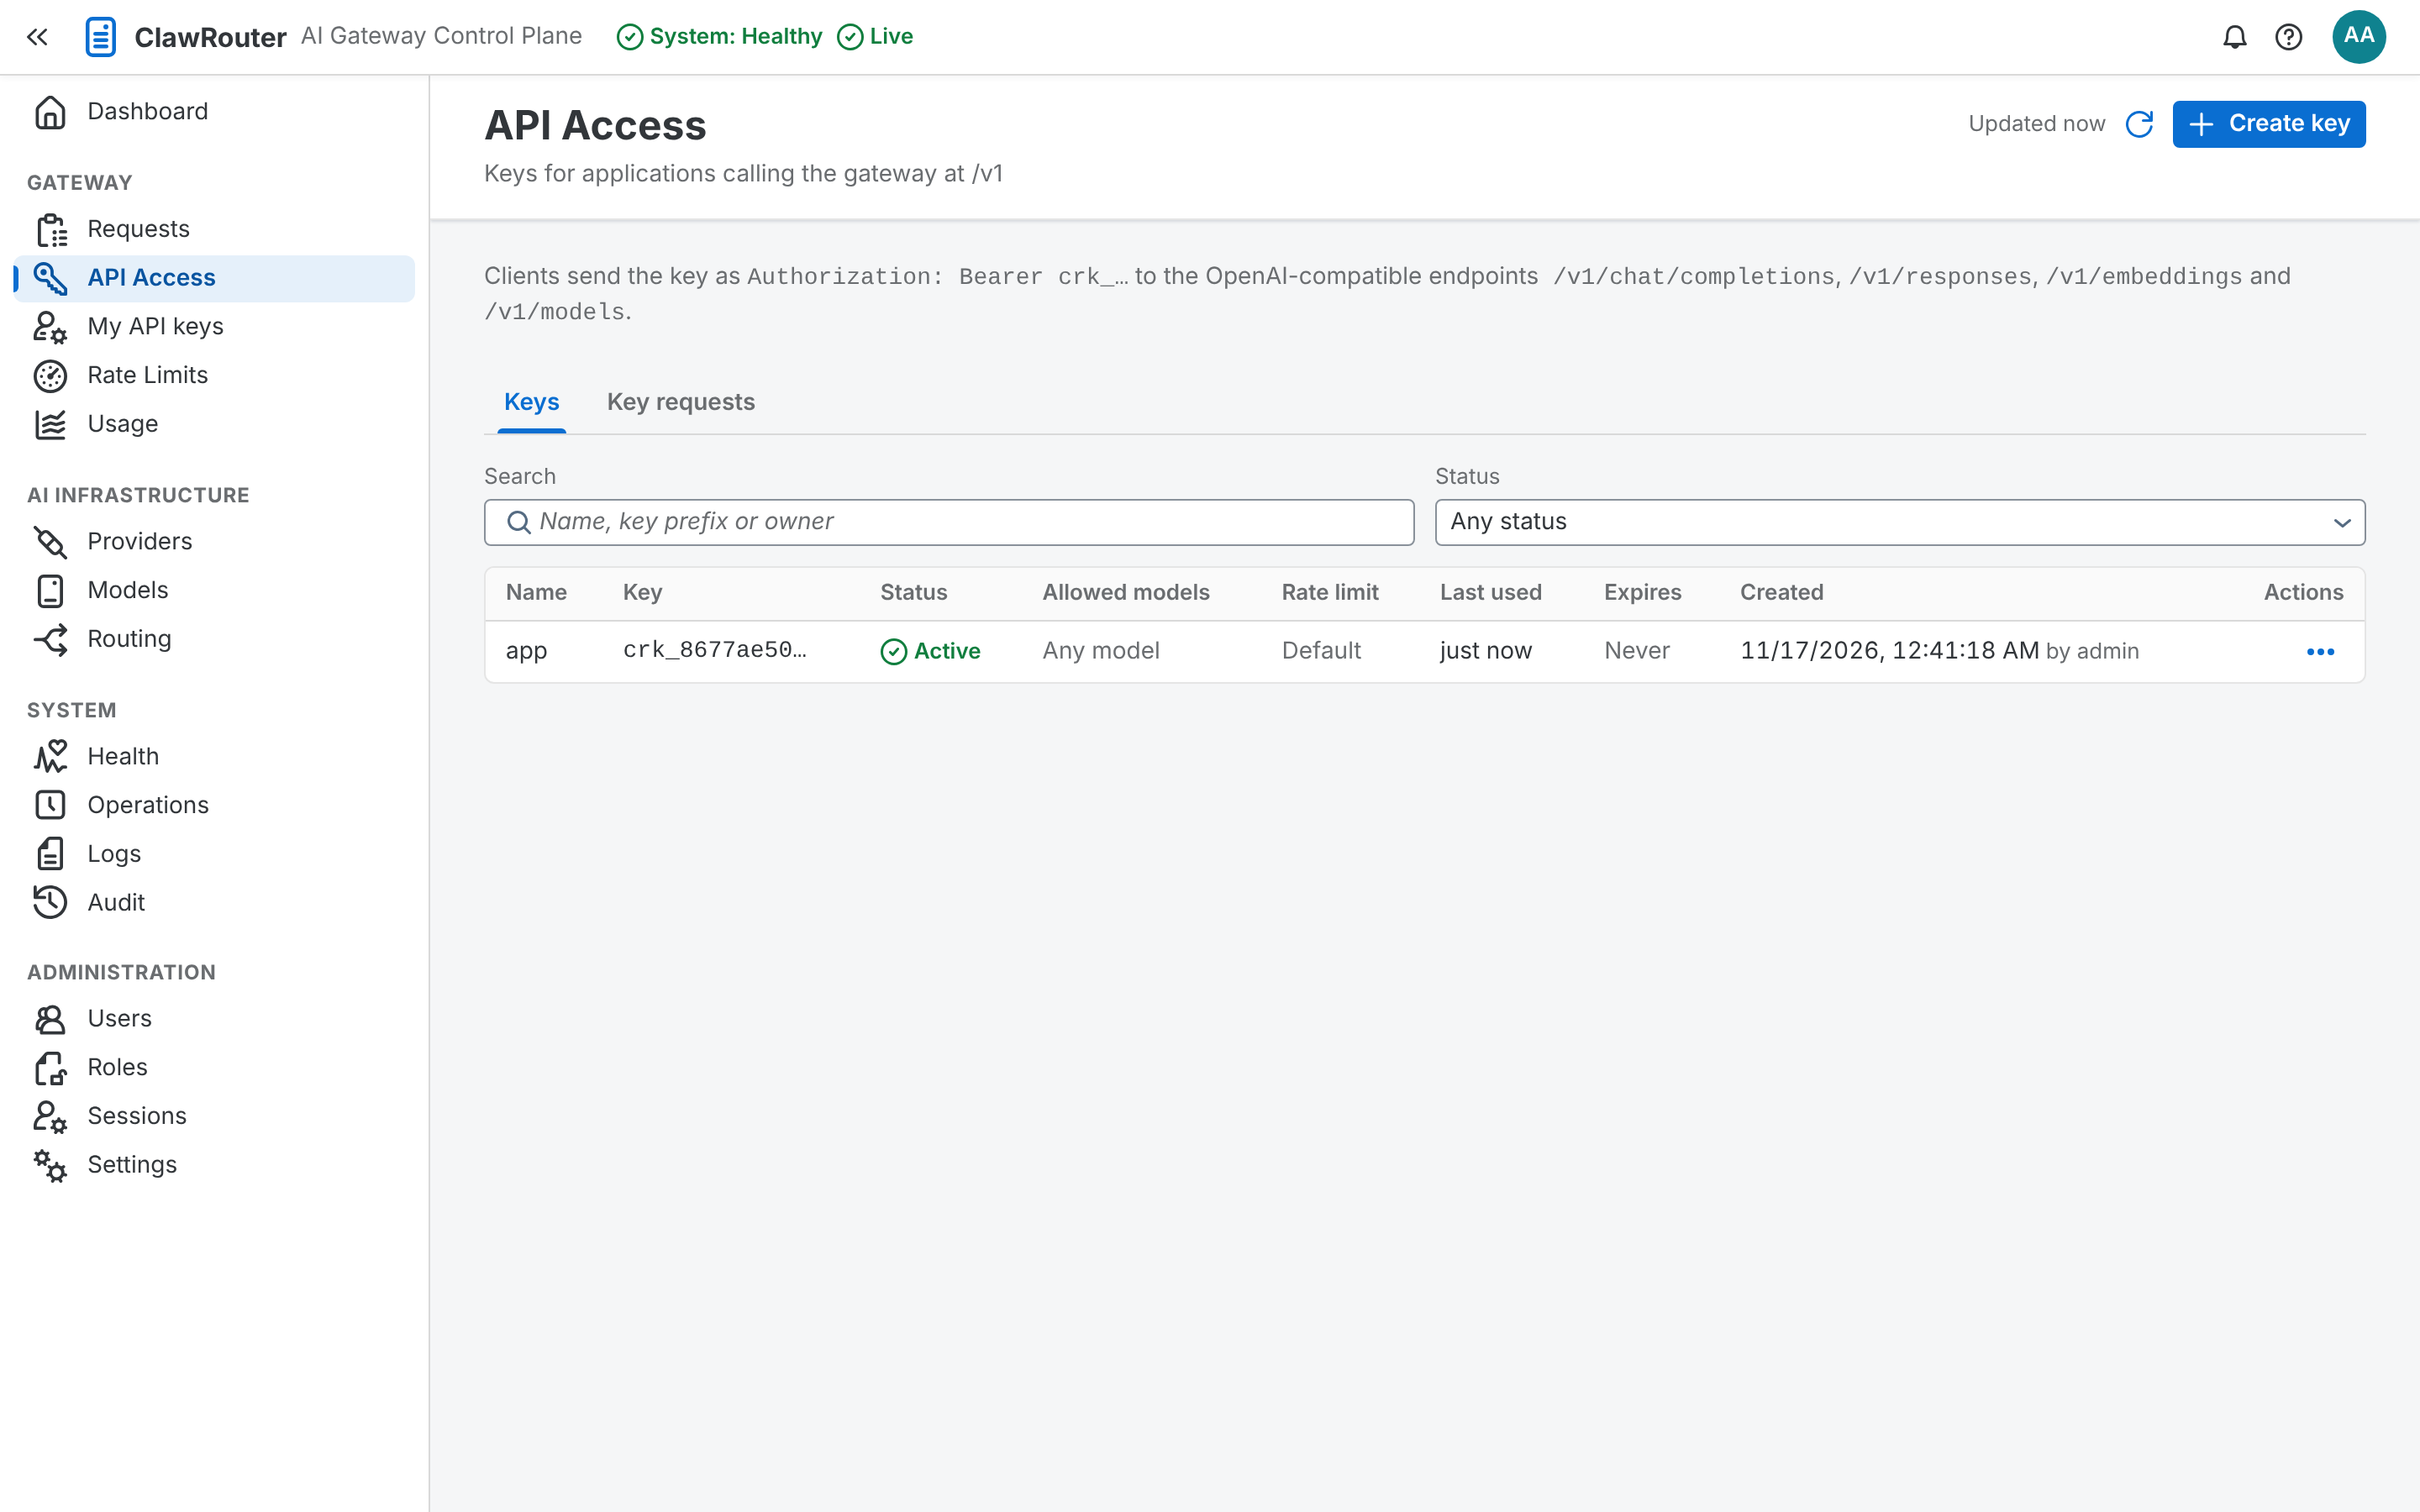 ClawRouter AI Gateway Control Plane System: Healthy Live AA
Dashboard
GATEWAY
Requests
API Access
My API keys
Rate Limits
Usage
AI INFRASTRUCTURE
Providers
Models
Routing
SYSTEM
Health
Operations
Logs
Audit
ADMINISTRATION
Users
Roles
Sessions
Settings
API Access
Updated now
Create key
Keys for applications calling the gateway at /v1
Clients send the key as Authorization: Bearer crk_… to the OpenAI-compatible endpoints /v1/chat/completions, /v1/responses, /v1/embeddings and
/v1/models.
Keys Key requests
Search Status
Name, key prefix or owner Any status
Name Key Status Allowed models Rate limit Last used Expires Created Actions
app crk_8677ae50… Active Any model Default just now Never 11/17/2026, 12:41:18 AM by admin